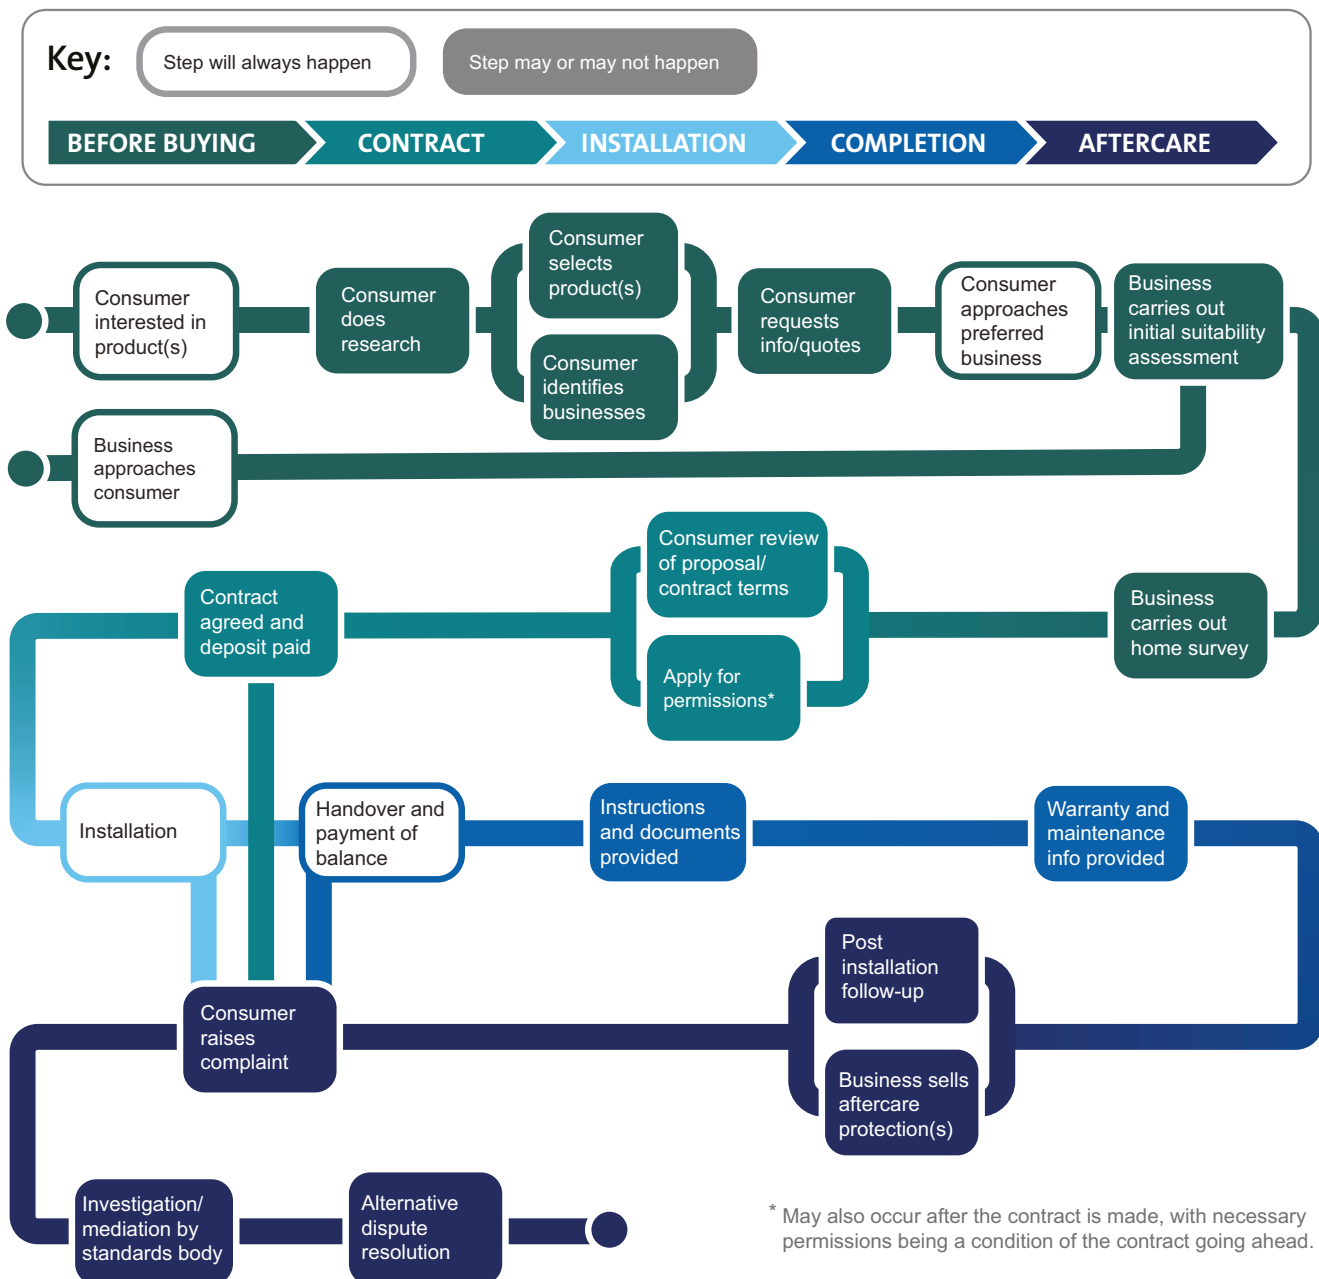 Key:
Step will always happen
Step may or may not happen
BEFORE BUYING
CONTRACT
INSTALLATION
COMPLETION
AFTERCARE
Consumer
interested in
product(s)
Consumer
does
research
Consumer
selects
product(s)
Consumer
identifies
businesses
Consumer
requests
info/quotes
Consumer
approaches
preferred
business
Business
carries out
initial suitability
assessment
Business
approaches
consumer
Contract
agreed and
deposit paid
Consumer review
of proposal/
contract terms
Apply for
permissions*
Business
carries out
home survey
Installation
Handover and
payment of
balance
Instructions
and documents
provided
Warranty and
maintenance
info provided
Consumer
raises
complaint
Post
installation
follow-up
Business sells
aftercare
protection(s)
Investigation/
mediation by
standards body
Alternative
dispute
resolution
* May also occur after the contract is made, with necessary
permissions being a condition of the contract going ahead.